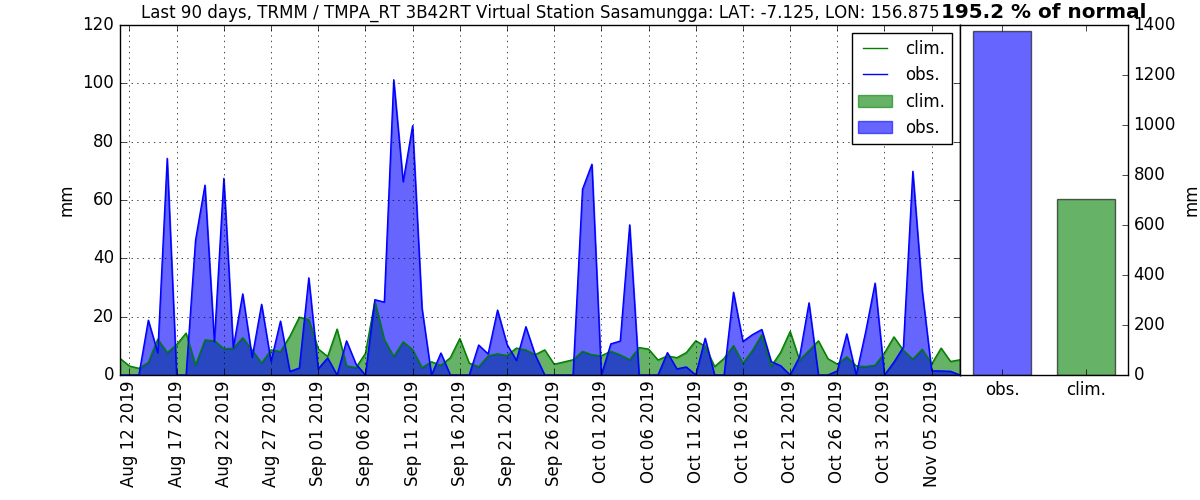 Last 90 days, TRMM / TMPA_RT 3B42RT Virtual Station Sasamungga: LAT: -7.125, LON: 156.875
195.2 % of normal
mm
120
100
80
60
40
20
0
clim.
obs.
clim.
obs.
1400
1200
1000
800
600
400
200
0
mm
obs.
clim.
Aug 12 2019
Aug 17 2019
Aug 22 2019
Aug 27 2019
Sep 01 2019
Sep 06 2019
Sep 11 2019
Sep 16 2019
Sep 21 2019
Sep 26 2019
Oct 01 2019
Oct 06 2019
Oct 11 2019
Oct 16 2019
Oct 21 2019
Oct 26 2019
Oct 31 2019
Nov 05 2019